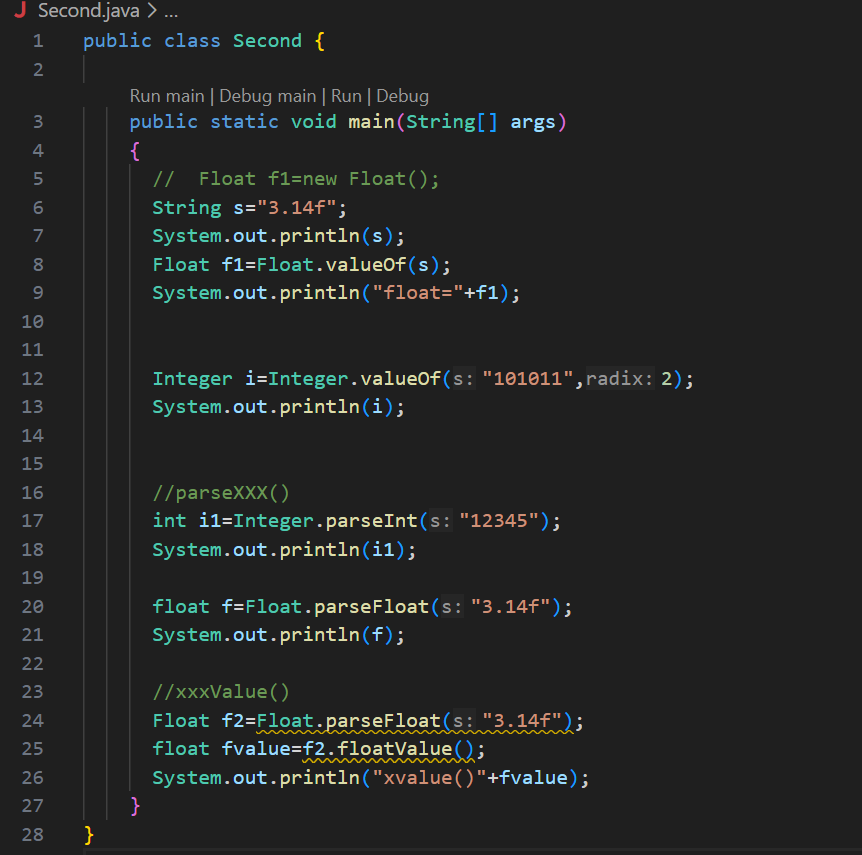 J Second.java > ...
1 public class Second {
2
Run main | Debug main | Run | Debug
3 public static void main(String[] args)
4 {
5 //  Float f1=new Float();
6 String s="3.14f";
7 System.out.println(s);
8 Float f1=Float.valueOf(s);
9 System.out.println("float="+f1);
10
11
12 Integer i=Integer.valueOf(s: "101011",radix: 2);
13 System.out.println(i);
14
15
16 //parseXXX()
17 int i1=Integer.parseInt(s: "12345");
18 System.out.println(i1);
19
20 float f=Float.parseFloat(s: "3.14f");
21 System.out.println(f);
22
23 //xxxValue()
24 Float f2=Float.parseFloat(s: "3.14f");
25 float fvalue=f2.floatValue();
26 System.out.println("xvalue()"+fvalue);
27 }
28 }